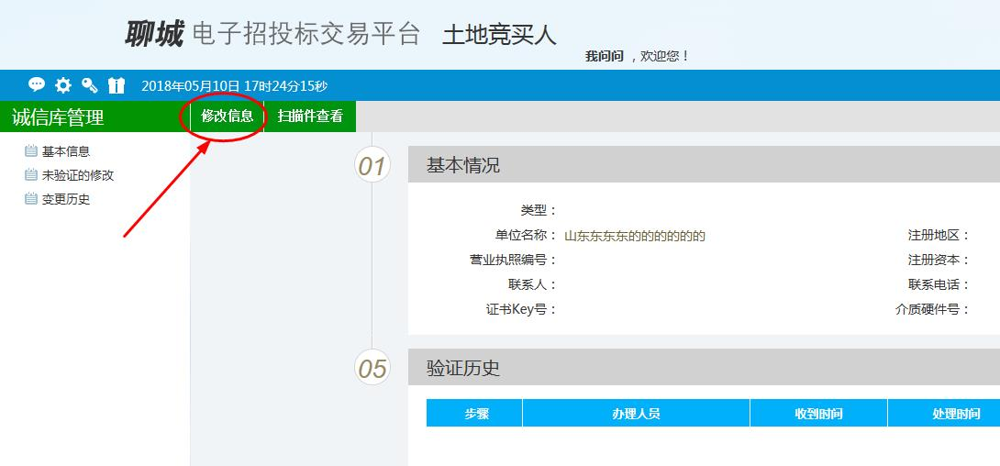 聊城 电子招投标交易平台 土地竞买人
我问问 ，欢迎您！
2018年05月10日 17时24分15秒
诚信库管理 修改信息 扫描件查看
基本信息
未验证的修改
变更历史
01 基本情况
类型：
单位名称： 山东东东东的的的的的的 注册地区：
营业执照编号： 注册资本：
联系人： 联系电话：
证书Key号： 介质硬件号：
05 验证历史
步骤 办理人员 收到时间 处理时间